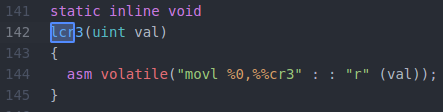 141 static inline void
142 lcr3(uint val)
143 {
144   asm volatile("movl %0,%%cr3" : : "r" (val));
145 }